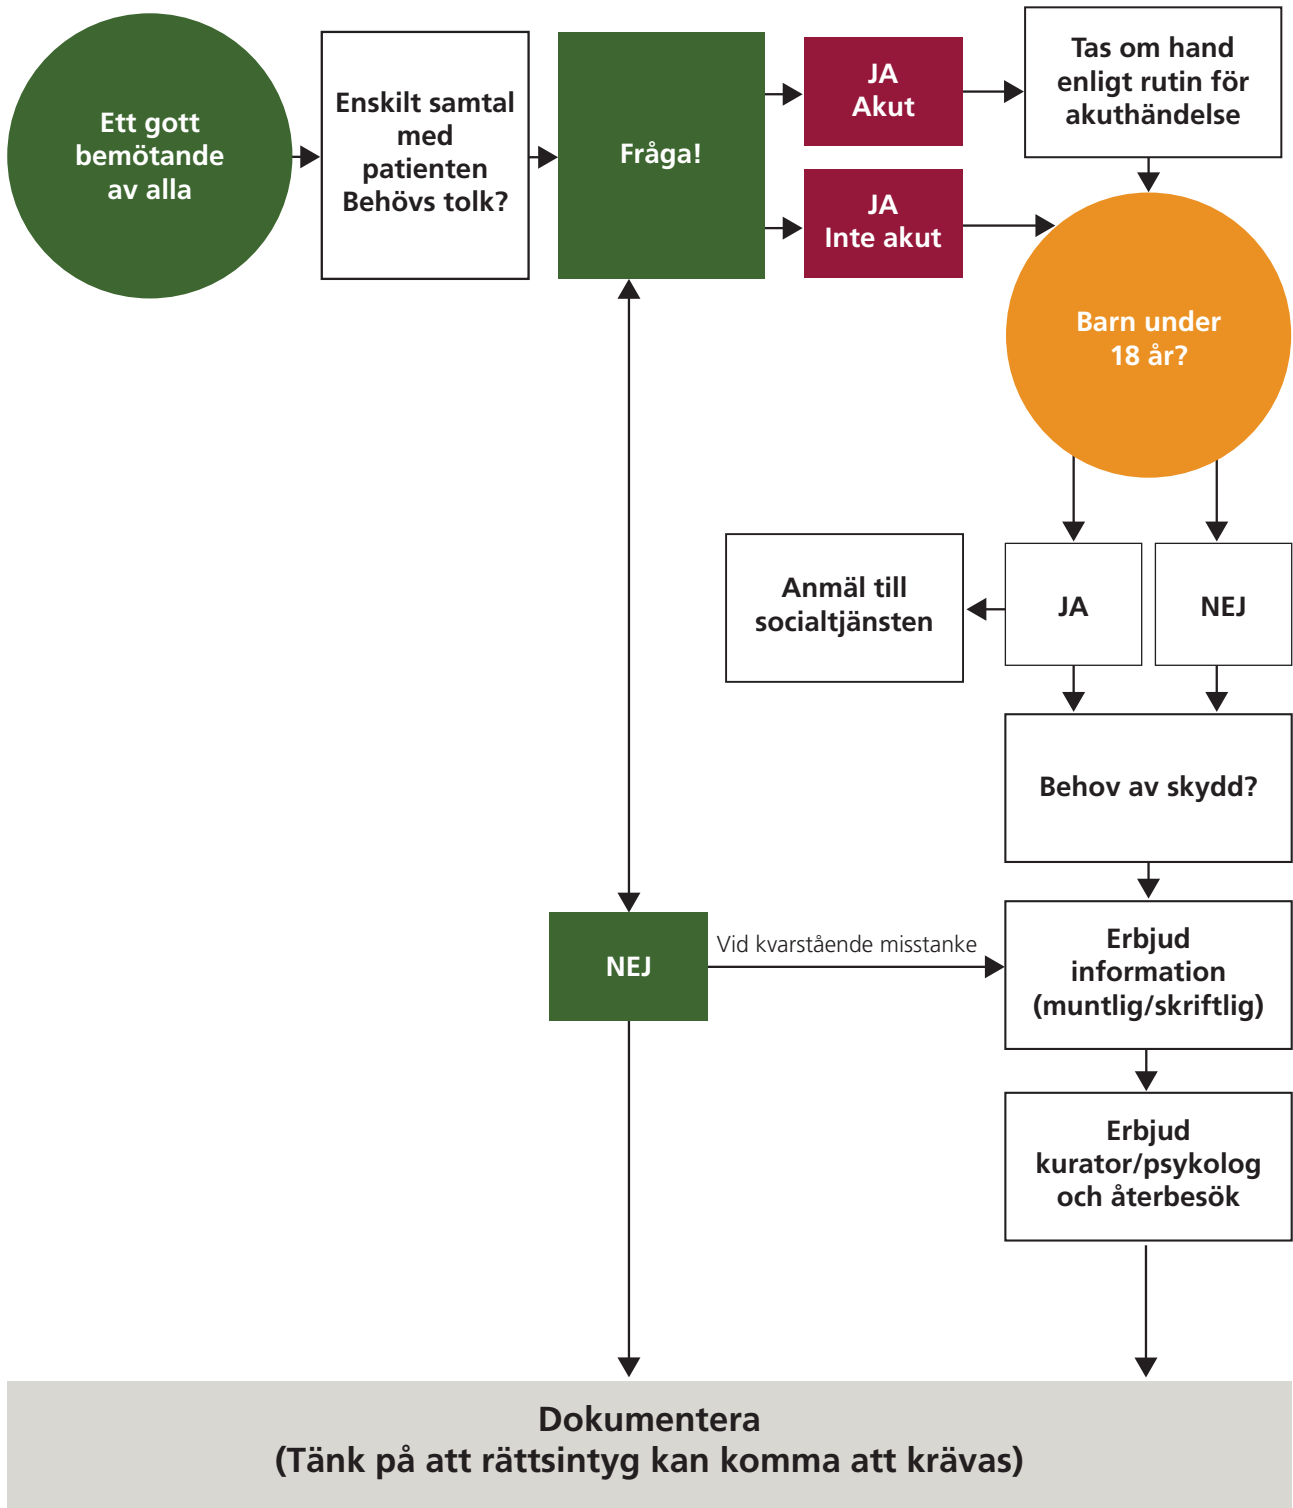 Ett gott
bemötande
av alla
Enskilt samtal
med
patienten
Behövs tolk?
Fråga!
JA
Akut
Tas om hand
enligt rutin för
akuthändelse
JA
Inte akut
Barn under
18 år?
Anmäl till
socialtjänsten
JA
NEJ
Behov av skydd?
NEJ
Vid kvarstående misstanke
Erbjud
information
(muntlig/skriftlig)
Erbjud
kurator/psykolog
och återbesök
Dokumentera
(Tänk på att rättsintyg kan komma att krävas)